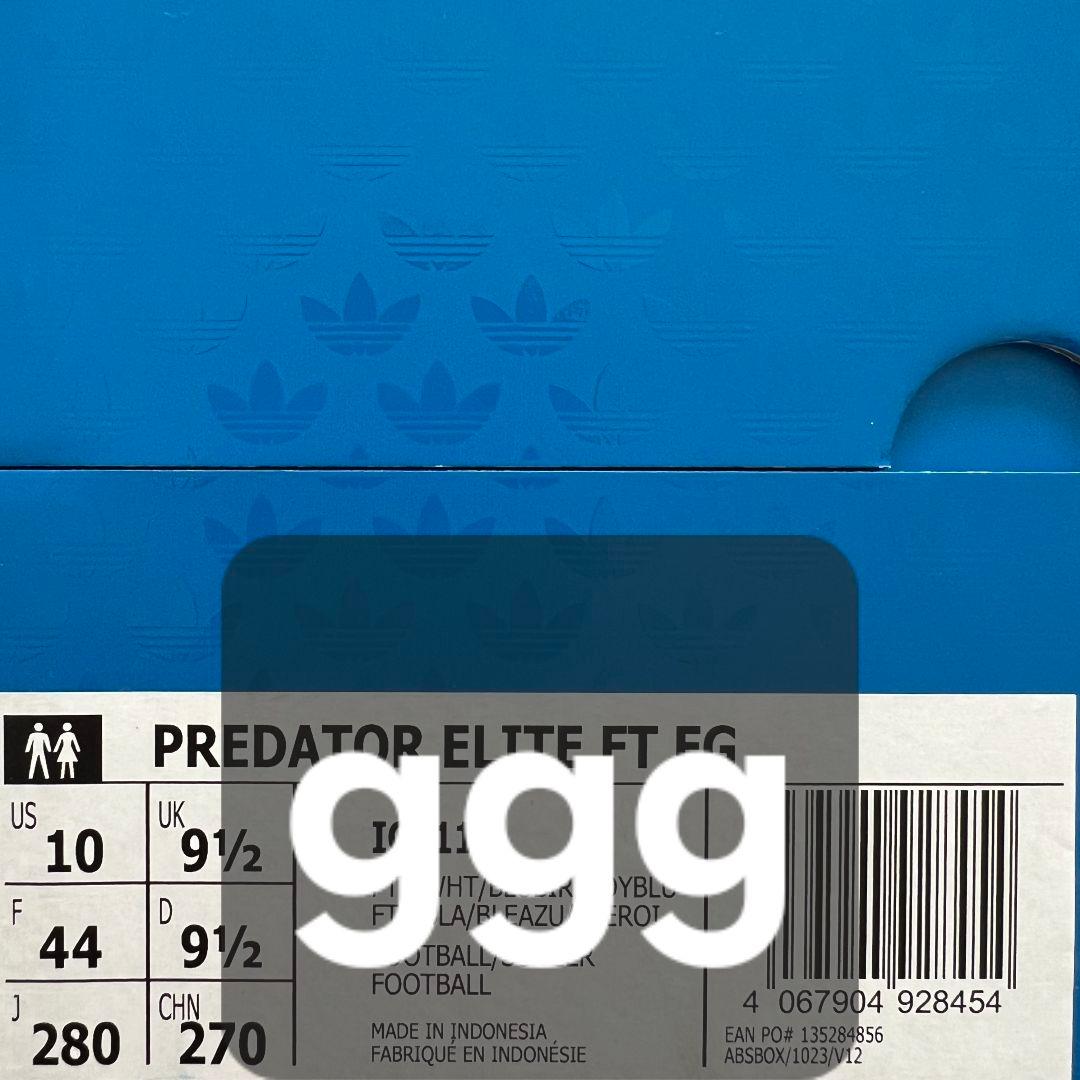 PREDATOR ELITE FT FG
US 10
UK 9½
F 44
D 9½
J 280
CHN 270
ggg
FOOTBALL
MADE IN INDONESIA
FABRIQUÉ EN INDONÉSIE
4 067904 928454
EAN PO# 135284856
ABSBOX/1023/V12